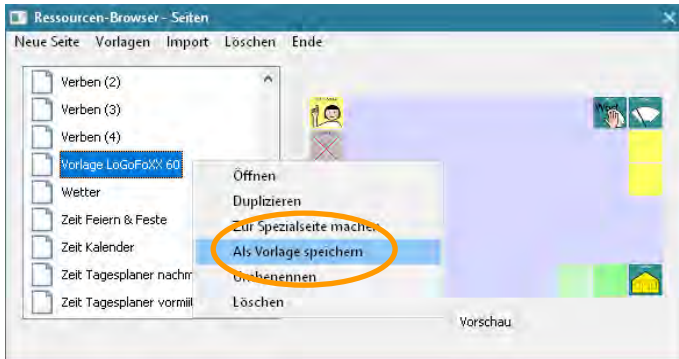 Ressourcen-Browser - Seiten
Neue Seite Vorlagen Import Löschen Ende
Verben (2)
Verben (3)
Verben (4)
Vorlage LoGoFoXX 60
Wetter
Zeit Feiern & Feste
Zeit Kalender
Zeit Tagesplaner nachm
Zeit Tagesplaner vormit
Öffnen
Duplizieren
Zur Spezialseite machen
Als Vorlage speichern
Umbenennen
Löschen
Vorschau